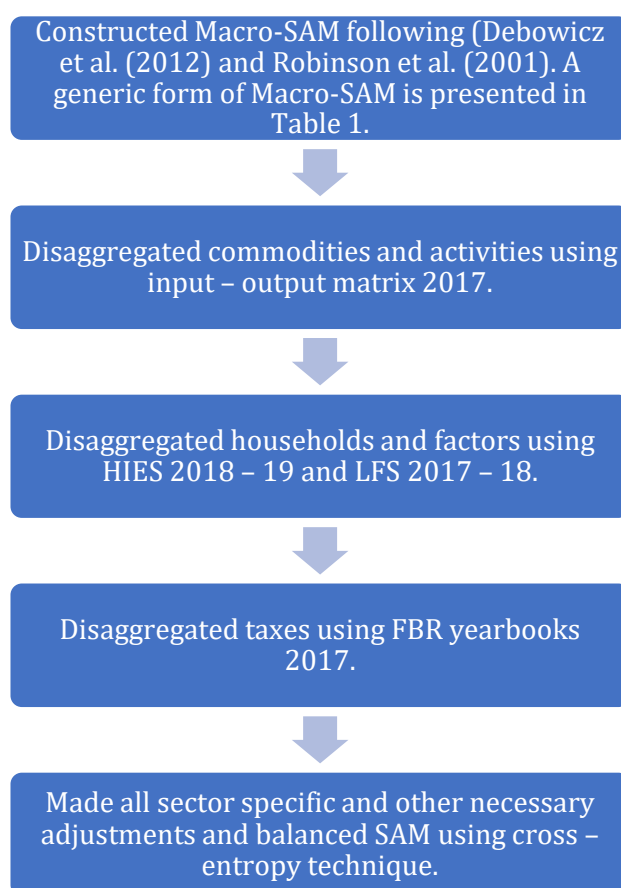 Constructed Macro-SAM following (Debowicz
et al. (2012) and Robinson et al. (2001). A
generic form of Macro-SAM is presented in
Table 1.
Disaggregated commodities and activities using
input – output matrix 2017.
Disaggregated households and factors using
HIES 2018 – 19 and LFS 2017 – 18.
Disaggregated taxes using FBR yearbooks
2017.
Made all sector specific and other necessary
adjustments and balanced SAM using cross –
entropy technique.